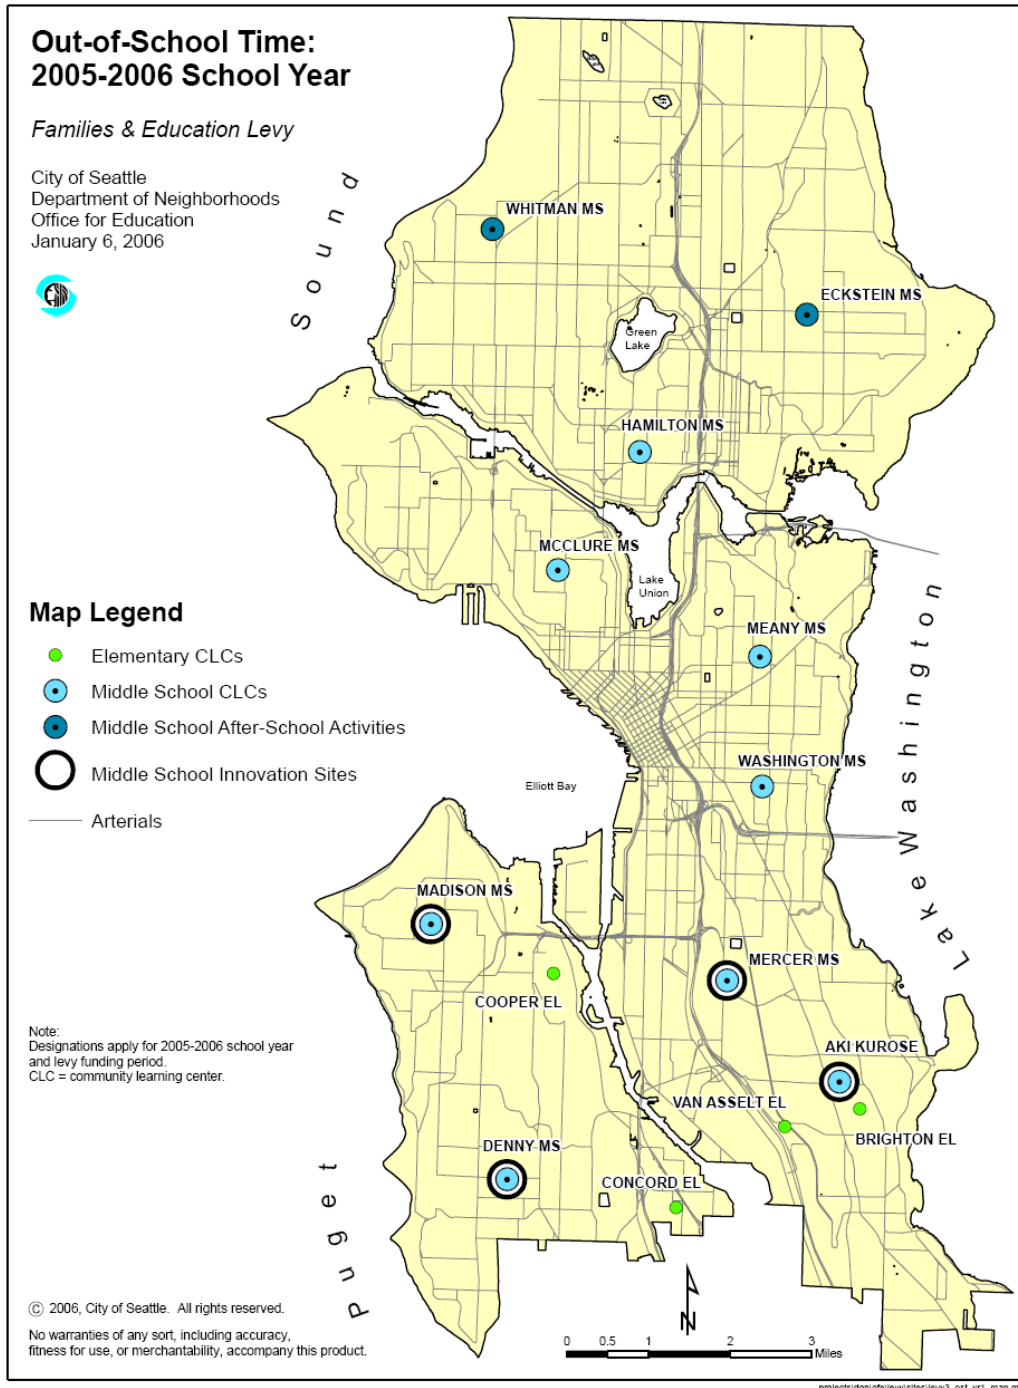 Out-of-School Time:
2005-2006 School Year
Families & Education Levy
City of Seattle
Department of Neighborhoods
Office for Education
January 6, 2006
Sound
WHITMAN MS
ECKSTEIN MS
Green
Lake
HAMILTON MS
MCCLURE MS
Lake
Union
MEANY MS
WASHINGTON MS
Lake Washington
Elliott Bay
Map Legend
Elementary CLCs
Middle School CLCs
Middle School After-School Activities
Middle School Innovation Sites
Arterials
MADISON MS
COOPER EL
MERCER MS
AKI KUROSE
VAN ASSELT EL
BRIGHTON EL
DENNY MS
CONCORD EL
Note:
Designations apply for 2005-2006 school year
and levy funding period.
CLC = community learning center.
Puget
N
0 0.5 1 2 3
Miles
© 2006, City of Seattle. All rights reserved.
No warranties of any sort, including accuracy,
fitness for use, or merchantability, accompany this product.